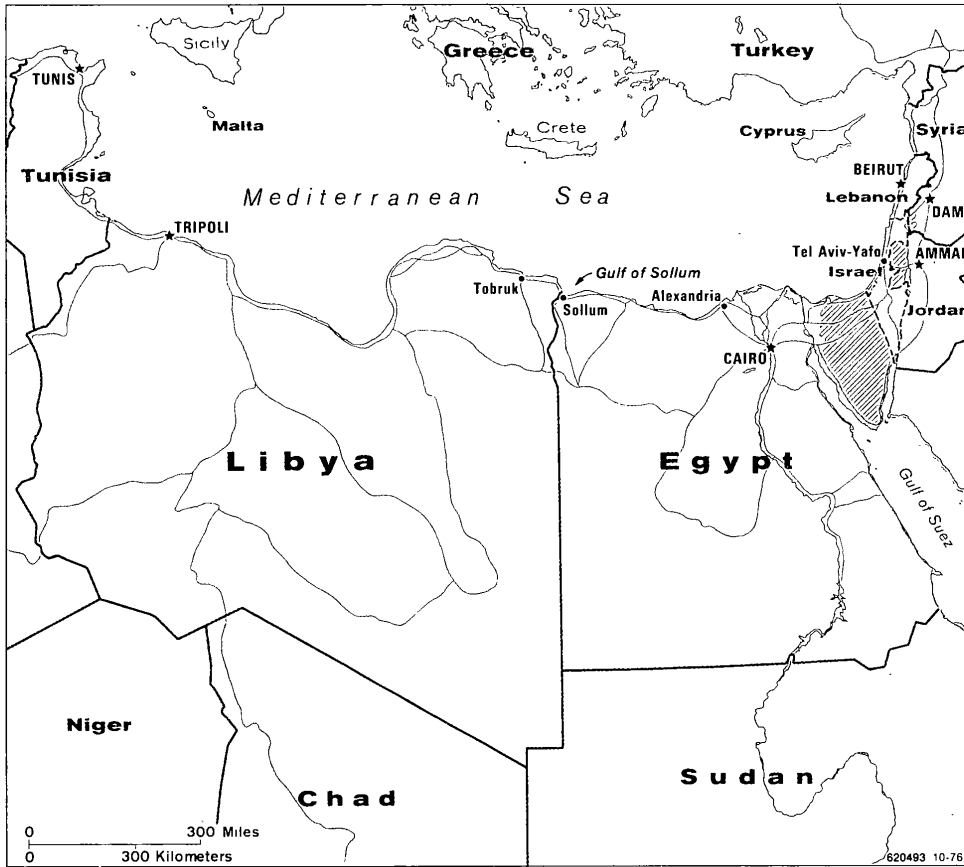 Sicily
Greece
Turkey
TUNIS
Malta
Crete
Cyprus
Syria
Tunisia
BEIRUT
Lebanon
Mediterranean Sea
DAM
TRIPOLI
Tel Aviv-Yafo
AMMAN
Israel
Gulf of Sollum
Tobruk
Sollum
Alexandria
Jordan
CAIRO
Libya
Egypt
Gulf of Suez
Niger
Sudan
Chad
0 300 Miles
0 300 Kilometers
620493 10-76